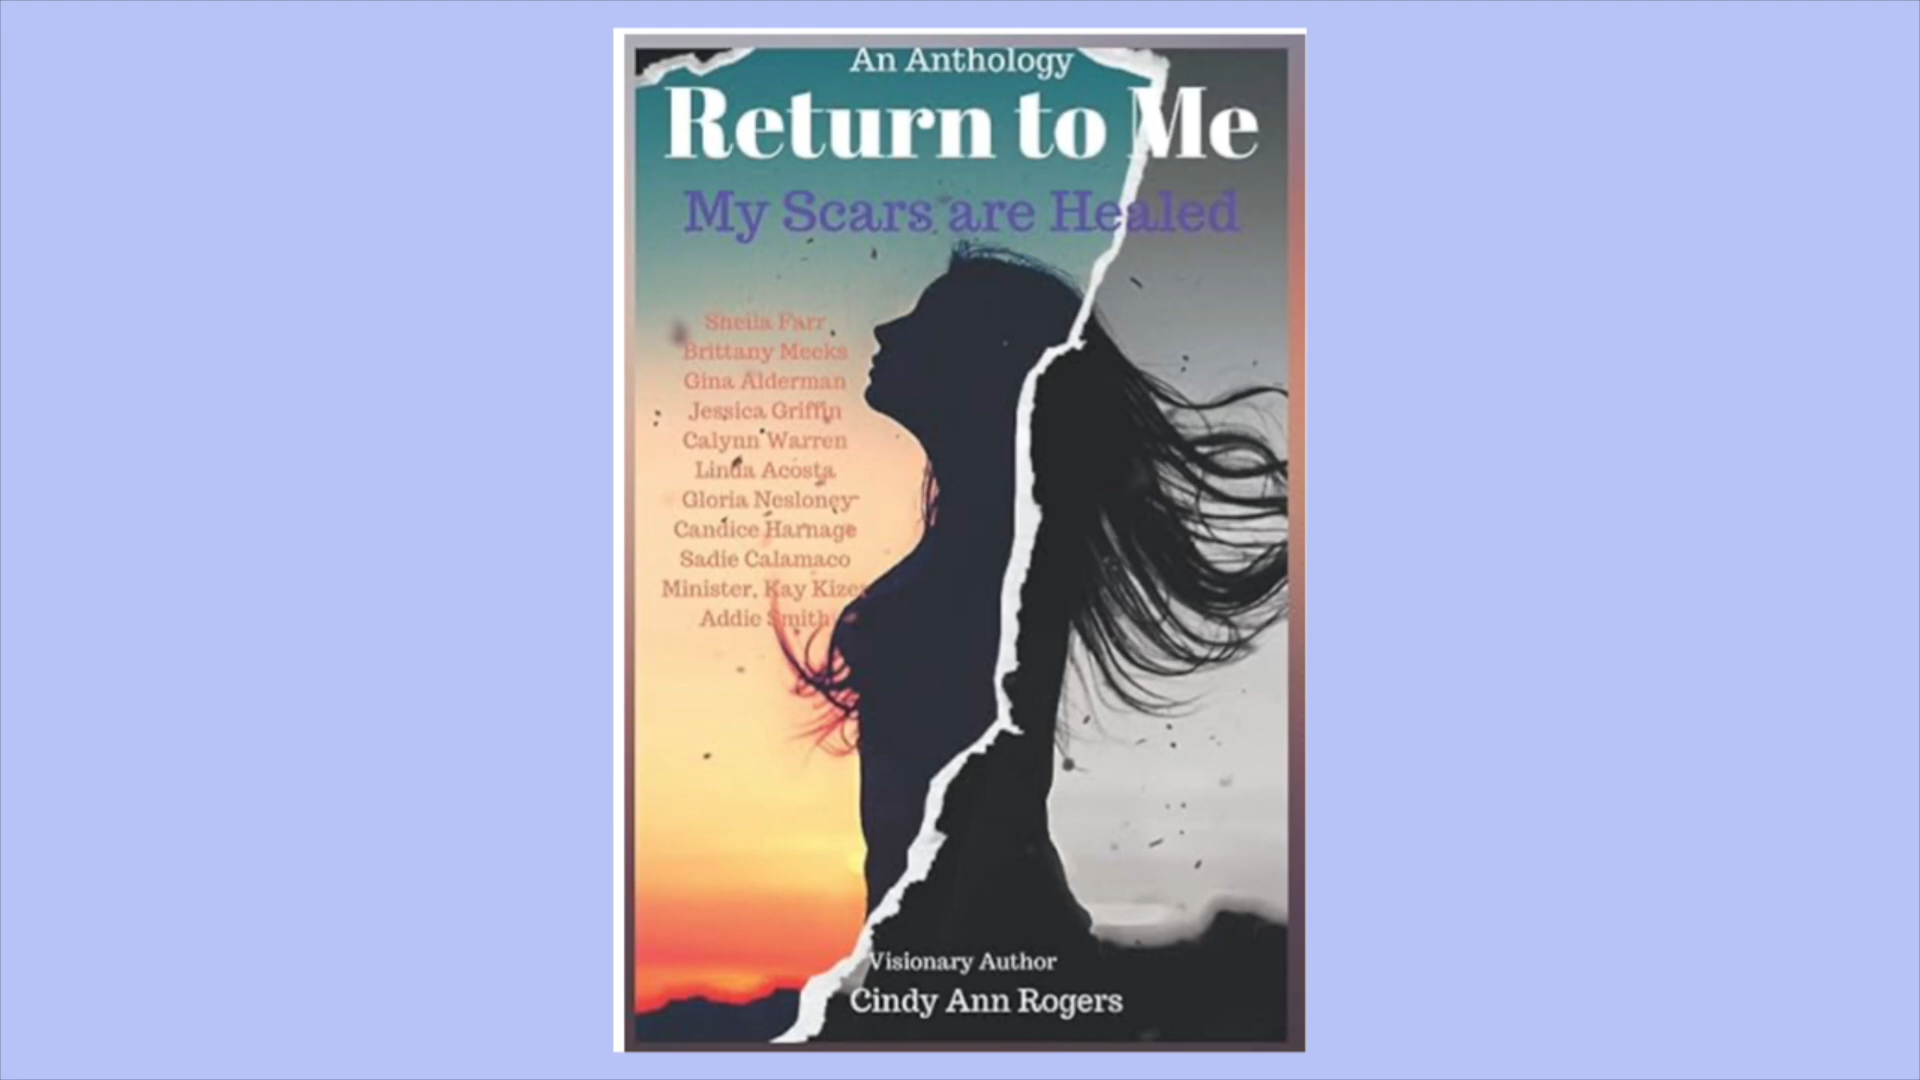 An Anthology
Return to Me
My Scars are Healed
Sheila Farr
Brittany Meeks
Gina Alderman
Jessica Griffin
Calynn Warren
Linda Acosta
Gloria Nesloney
Candice Harnage
Sadie Calamaco
Minister, Kay Kizer
Addie Smith
Visionary Author
Cindy Ann Rogers